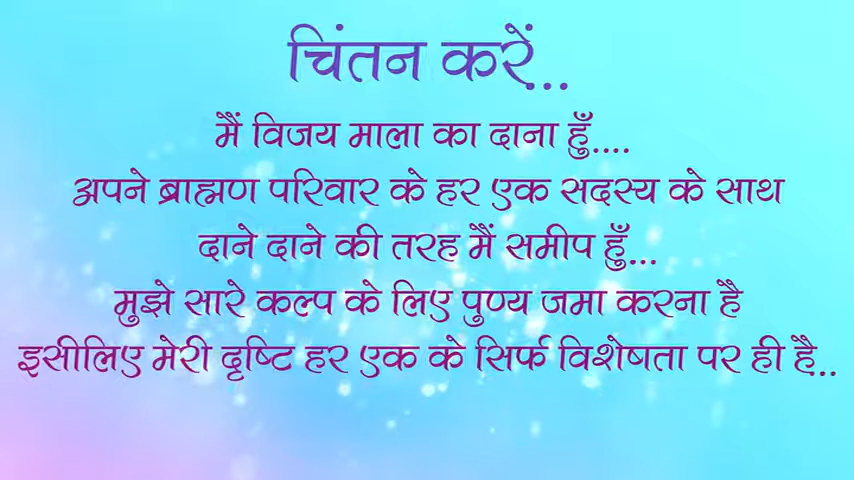 चिंतन करें...
मैं विजय माला का दाना हूँ....
अपने ब्राह्मण परिवार के हर एक सदस्य के साथ
दाने दाने की तरह मैं समीप हूँ...
मुझे सारे कल्प के लिए पुण्य जमा करना है
इसीलिए मेरी दृष्टि हर एक के सिर्फ विशेषता पर ही है...